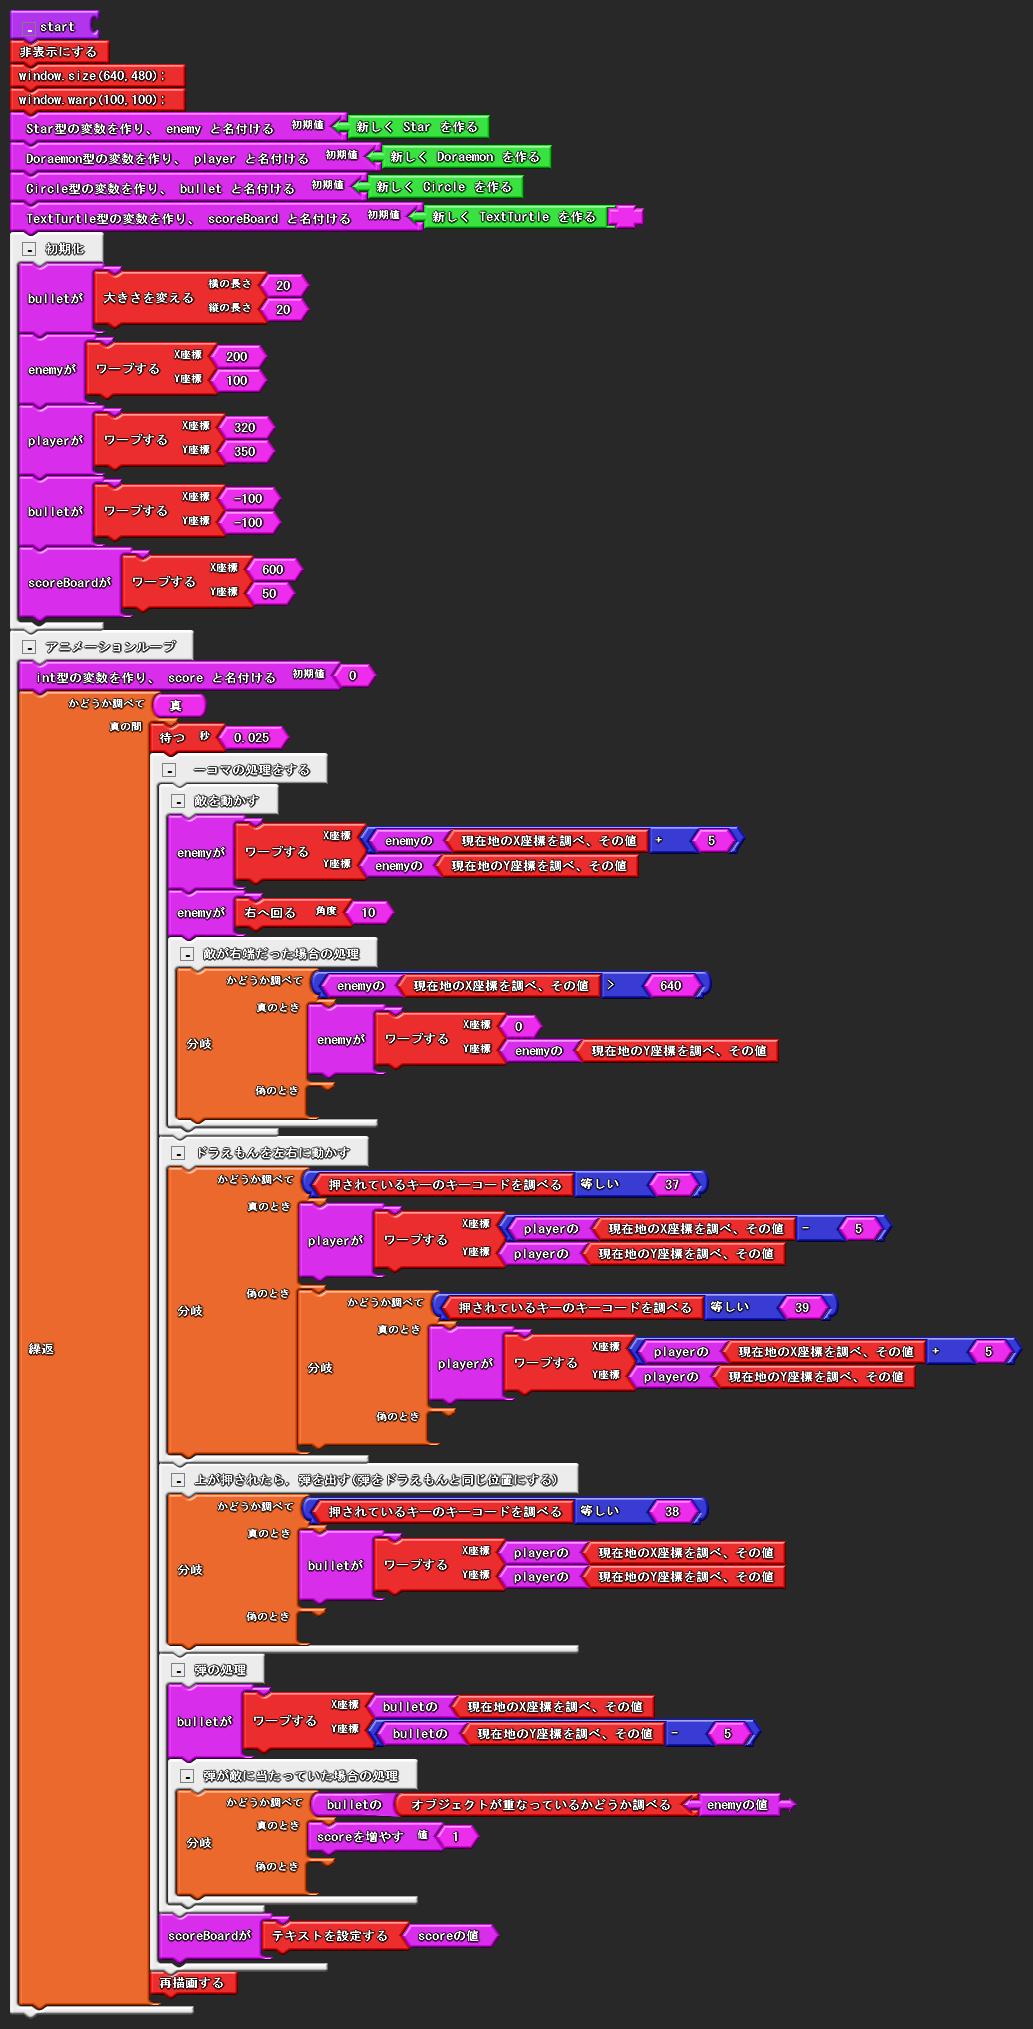 start
非表示にする
window.size(640,480);
window.warp(100,100);
Star型の変数を作り、 enemy と名付ける 初期値 新しく Star を作る
Doraemon型の変数を作り、 player と名付ける 初期値 新しく Doraemon を作る
Circle型の変数を作り、 bullet と名付ける 初期値 新しく Circle を作る
TextTurtle型の変数を作り、 scoreBoard と名付ける 初期値 新しく TextTurtle を作る
初期化
bulletが 大きさを変える 横の長さ 20
縦の長さ 20
enemyが ワープする X座標 200
Y座標 100
playerが ワープする X座標 320
Y座標 350
bulletが ワープする X座標 -100
Y座標 -100
scoreBoardが ワープする X座標 600
Y座標 50
アニメーションループ
int型の変数を作り、 score と名付ける 初期値 0
かどうか調べて 真
真の間
待つ 秒 0.025
一コマの処理をする
敵を動かす
enemyが ワープする X座標 enemyの 現在地のX座標を調べ、その値 + 5
Y座標 enemyの 現在地のY座標を調べ、その値
enemyが 右へ回る 角度 10
敵が右端だった場合の処理
かどうか調べて enemyの 現在地のX座標を調べ、その値 > 640
真のとき
分岐 enemyが ワープする X座標 0
Y座標 enemyの 現在地のY座標を調べ、その値
偽のとき
ドラえもんを左右に動かす
かどうか調べて 押されているキーのキーコードを調べる 等しい 37
真のとき
playerが ワープする X座標 playerの 現在地のX座標を調べ、その値 - 5
Y座標 playerの 現在地のY座標を調べ、その値
分岐 偽のとき
かどうか調べて 押されているキーのキーコードを調べる 等しい 39
真のとき
繰返
分岐 playerが ワープする X座標 playerの 現在地のX座標を調べ、その値 + 5
Y座標 playerの 現在地のY座標を調べ、その値
偽のとき
上が押されたら，弾を出す(弾をドラえもんと同じ位置にする)
かどうか調べて 押されているキーのキーコードを調べる 等しい 38
真のとき
分岐 bulletが ワープする X座標 playerの 現在地のX座標を調べ、その値
Y座標 playerの 現在地のY座標を調べ、その値
偽のとき
弾の処理
bulletが ワープする X座標 bulletの 現在地のX座標を調べ、その値
Y座標 bulletの 現在地のY座標を調べ、その値 - 5
弾が敵に当たっていた場合の処理
かどうか調べて bulletの オブジェクトが重なっているかどうか調べる enemyの値
真のとき
分岐 scoreを増やす 値 1
偽のとき
scoreBoardが テキストを設定する scoreの値
再描画する